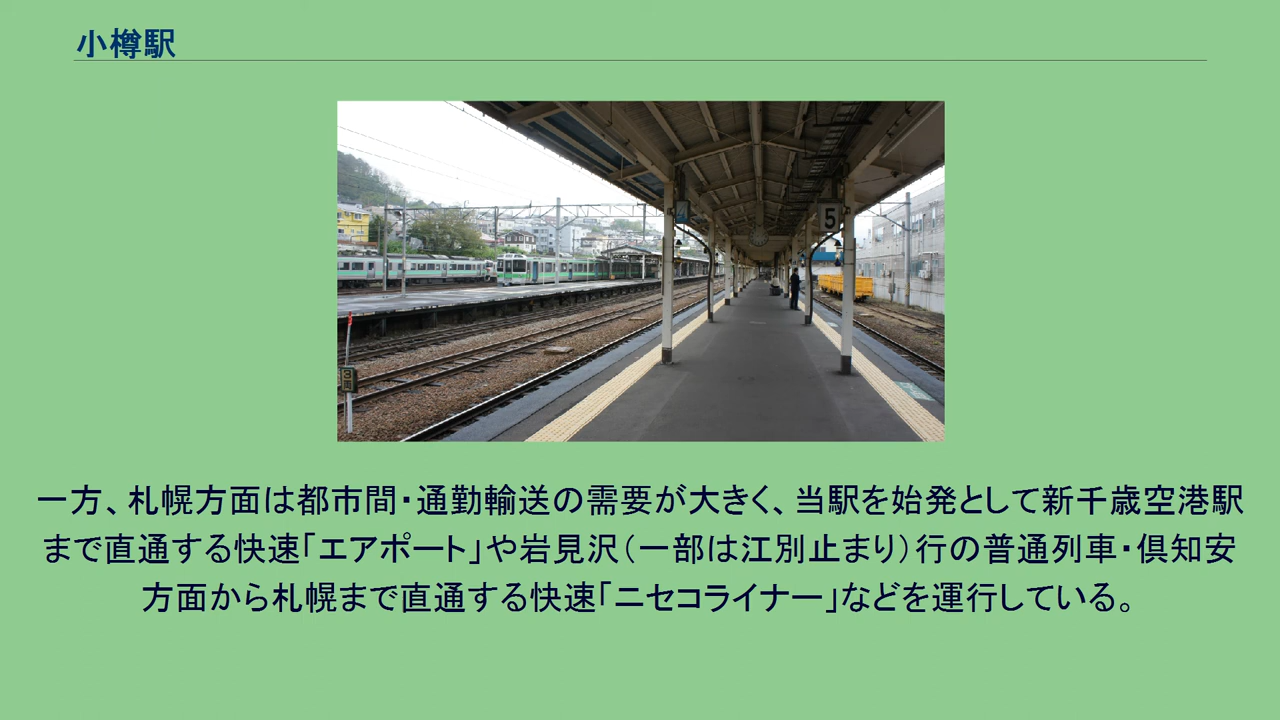 小樽駅
5
一方、札幌方面は都市間・通勤輸送の需要が大きく、当駅を始発として新千歳空港駅
まで直通する快速「エアポート」や岩見沢（一部は江別止まり）行の普通列車・倶知安
方面から札幌まで直通する快速「ニセコライナー」などを運行している。